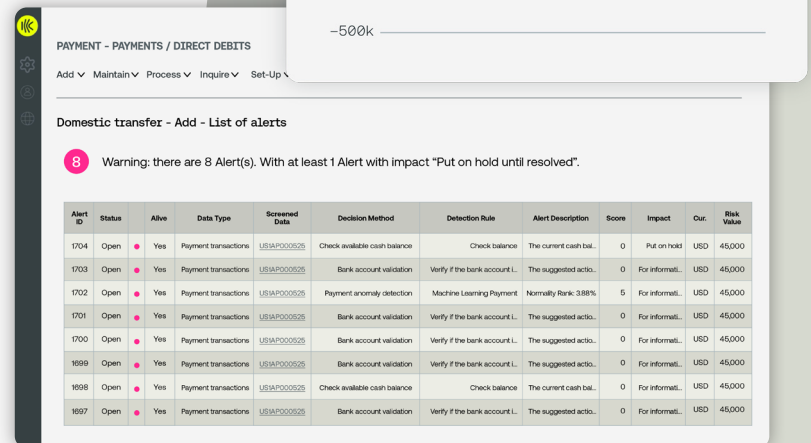 -500k
PAYMENT - PAYMENTS / DIRECT DEBITS
Add Maintain Process Inquire Set-Up
Domestic transfer - Add - List of alerts
8 Warning: there are 8 Alert(s). With at least 1 Alert with impact “Put on hold until resolved”.
Alert ID Status Alive Data Type Screened Data Decision Method Detection Rule Alert Description Score Impact Cur. Risk Value
1704 Open Yes Payment transactions US1AP000525 Check available cash balance Check balance The current cash bal... 0 Put on hold USD 45,000
1703 Open Yes Payment transactions US1AP000525 Bank account validation Verify if the bank account i... The suggested actio... 0 For informati... USD 45,000
1702 Open Yes Payment transactions US1AP000525 Payment anomaly detection Machine Learning Payment Normality Rank: 3.88% 5 For informati... USD 45,000
1701 Open Yes Payment transactions US1AP000525 Bank account validation Verify if the bank account i... The suggested actio... 0 For informati... USD 45,000
1700 Open Yes Payment transactions US1AP000525 Bank account validation Verify if the bank account i... The suggested actio... 0 For informati... USD 45,000
1699 Open Yes Payment transactions US1AP000525 Bank account validation Verify if the bank account i... The suggested actio... 0 For informati... USD 45,000
1698 Open Yes Payment transactions US1AP000525 Check available cash balance Check balance The current cash bal... 0 For informati... USD 45,000
1697 Open Yes Payment transactions US1AP000525 Bank account validation Verify if the bank account i... The suggested actio... 0 For informati... USD 45,000